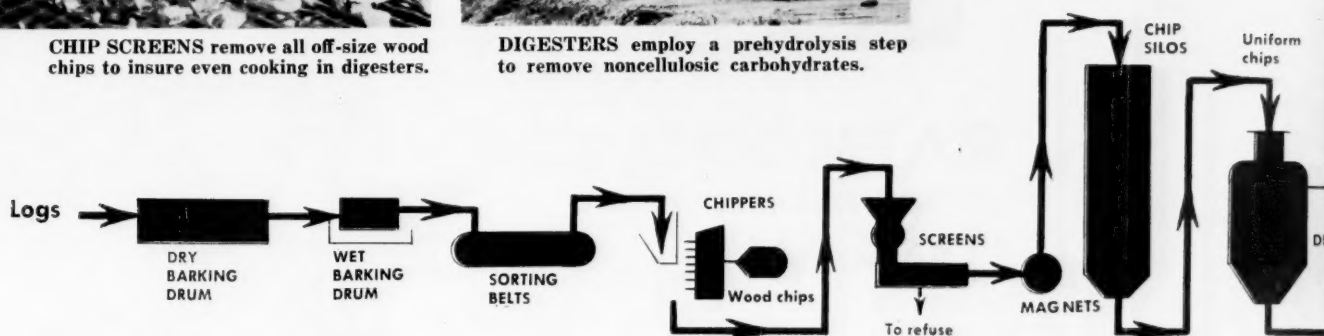 CHIP SCREENS remove all off-size wood
chips to insure even cooking in digesters.
DIGESTERS employ a prehydrolysis step
to remove noncellulosic carbohydrates.
Logs
DRY
BARKING
DRUM
WET
BARKING
DRUM
SORTING
BELTS
CHIPPERS
Wood chips
SCREENS
To refuse
MAGNETS
CHIP
SILOS
Uniform
chips